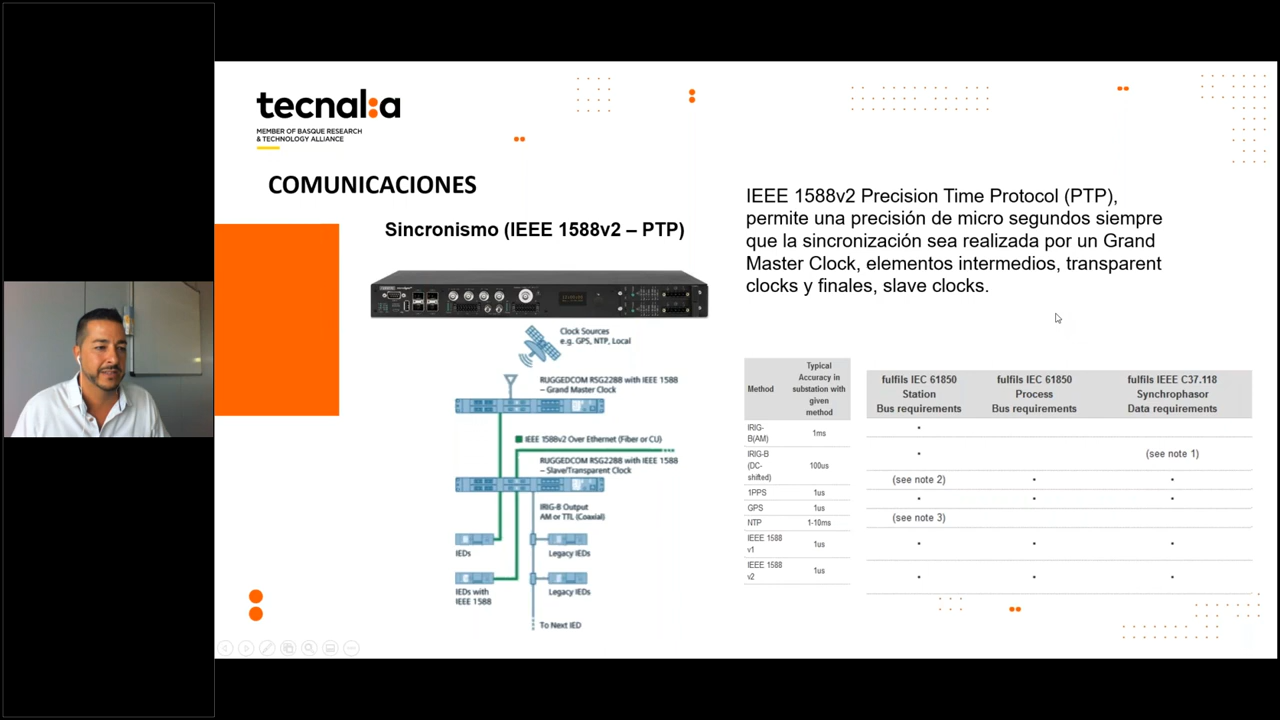 tecnal:a
MEMBER OF BASQUE RESEARCH
& TECHNOLOGY ALLIANCE
COMUNICACIONES
Sincronismo (IEEE 1588v2 – PTP)
Clock Sources
e.g. GPS, NTP, Local
RUGGEDCOM RSG2288 with IEEE 1588
– Grand Master Clock
IEEE 1588v2 Over Ethernet (Fiber or CU)
RUGGEDCOM RSG2288 with IEEE 1588
– Slave/Transparent Clock
IRIG-B Output
AM or TTL (Coaxial)
IEDs
Legacy IEDs
IEDs with
IEEE 1588
Legacy IEDs
To Next IED
IEEE 1588v2 Precision Time Protocol (PTP),
permite una precisión de micro segundos siempre
que la sincronización sea realizada por un Grand
Master Clock, elementos intermedios, transparent
clocks y finales, slave clocks.
Method
Typical
Accuracy in
substation with
given
method
IRIG-
B(AM)
1ms
IRIG-B
(DC-
shifted)
100us
1PPS
1us
GPS
1us
NTP
1-10ms
IEEE 1588
v1
1us
IEEE 1588
v2
1us
fulfils IEC 61850
Station
Bus requirements
fulfils IEC 61850
Process
Bus requirements
fulfils IEEE C37.118
Synchrophasor
Data requirements
(see note 1)
(see note 2)
(see note 3)